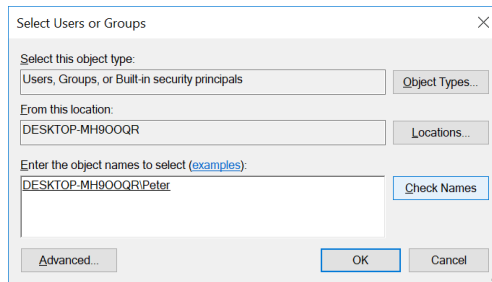 Select Users or Groups
Select this object type:
Users, Groups, or Built-in security principals
Object Types...
From this location:
DESKTOP-MH9OOQR
Locations...
Enter the object names to select (examples):
DESKTOP-MH9OOQR\Peter
Check Names
Advanced...
OK
Cancel